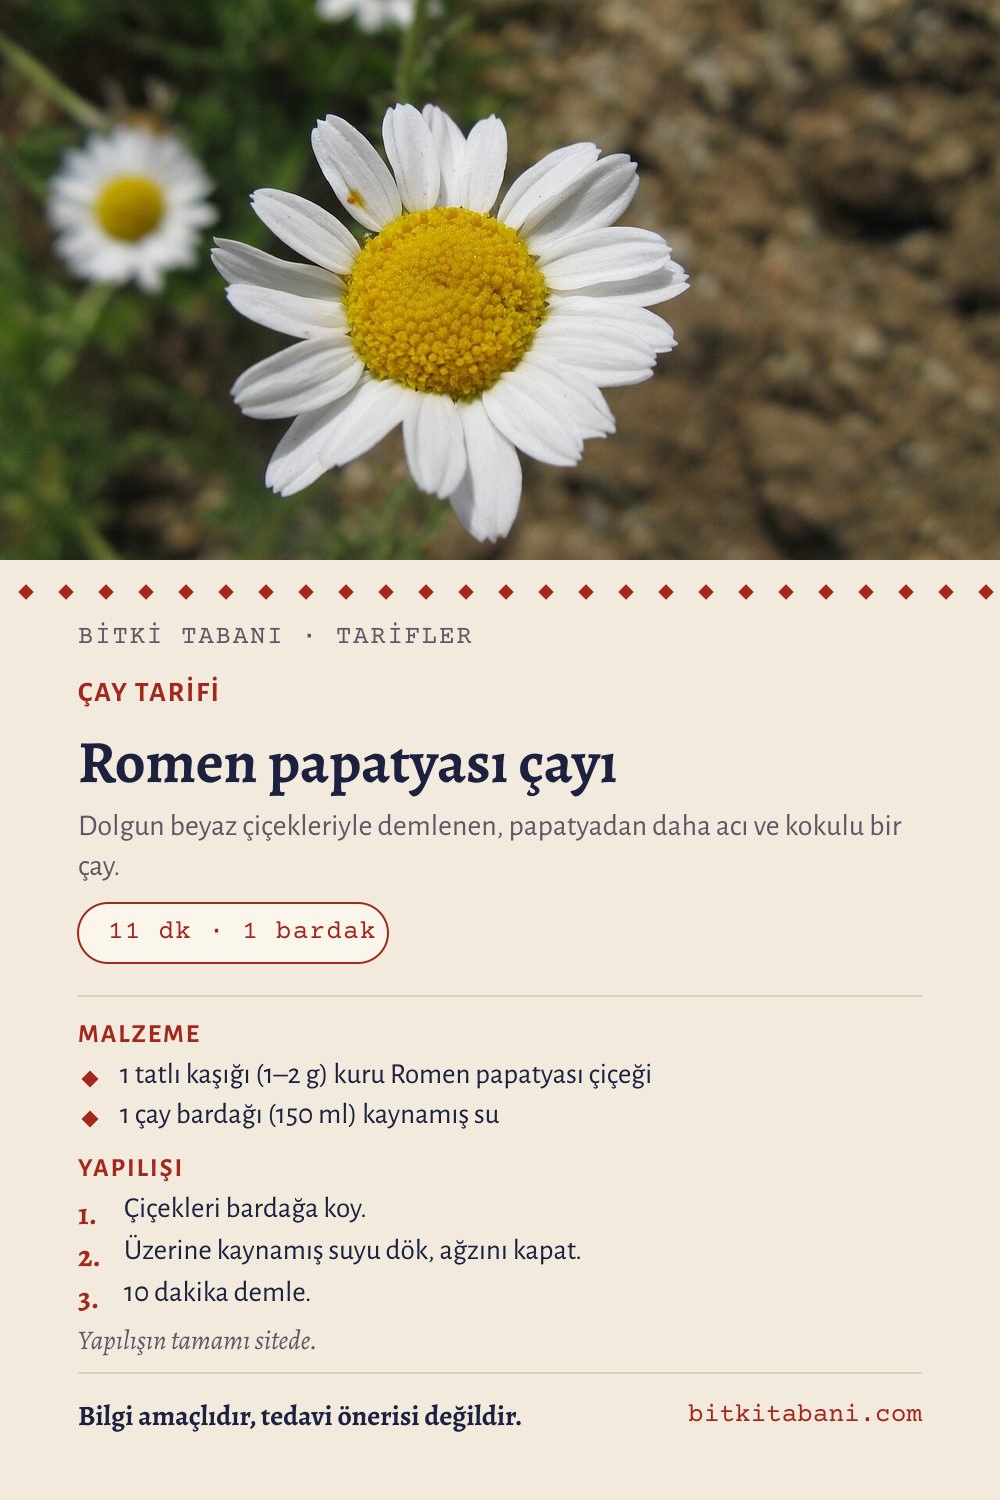 BİTKİ TABANI · TARİFLER
ÇAY TARİFİ
Romen papatyası çayı
Dolgun beyaz çiçekleriyle demlenen, papatyadan daha acı ve kokulu bir
çay.
11 dk · 1 bardak
MALZEME
◆ 1 tatlı kaşığı (1–2 g) kuru Romen papatyası çiçeği
◆ 1 çay bardağı (150 ml) kaynamış su
YAPILIŞI
1. Çiçekleri bardağa koy.
2. Üzerine kaynamış suyu dök, ağzını kapat.
3. 10 dakika demle.
Yapılışın tamamı sitede.
Bilgi amaçlıdır, tedavi önerisi değildir. bitkitabani.com